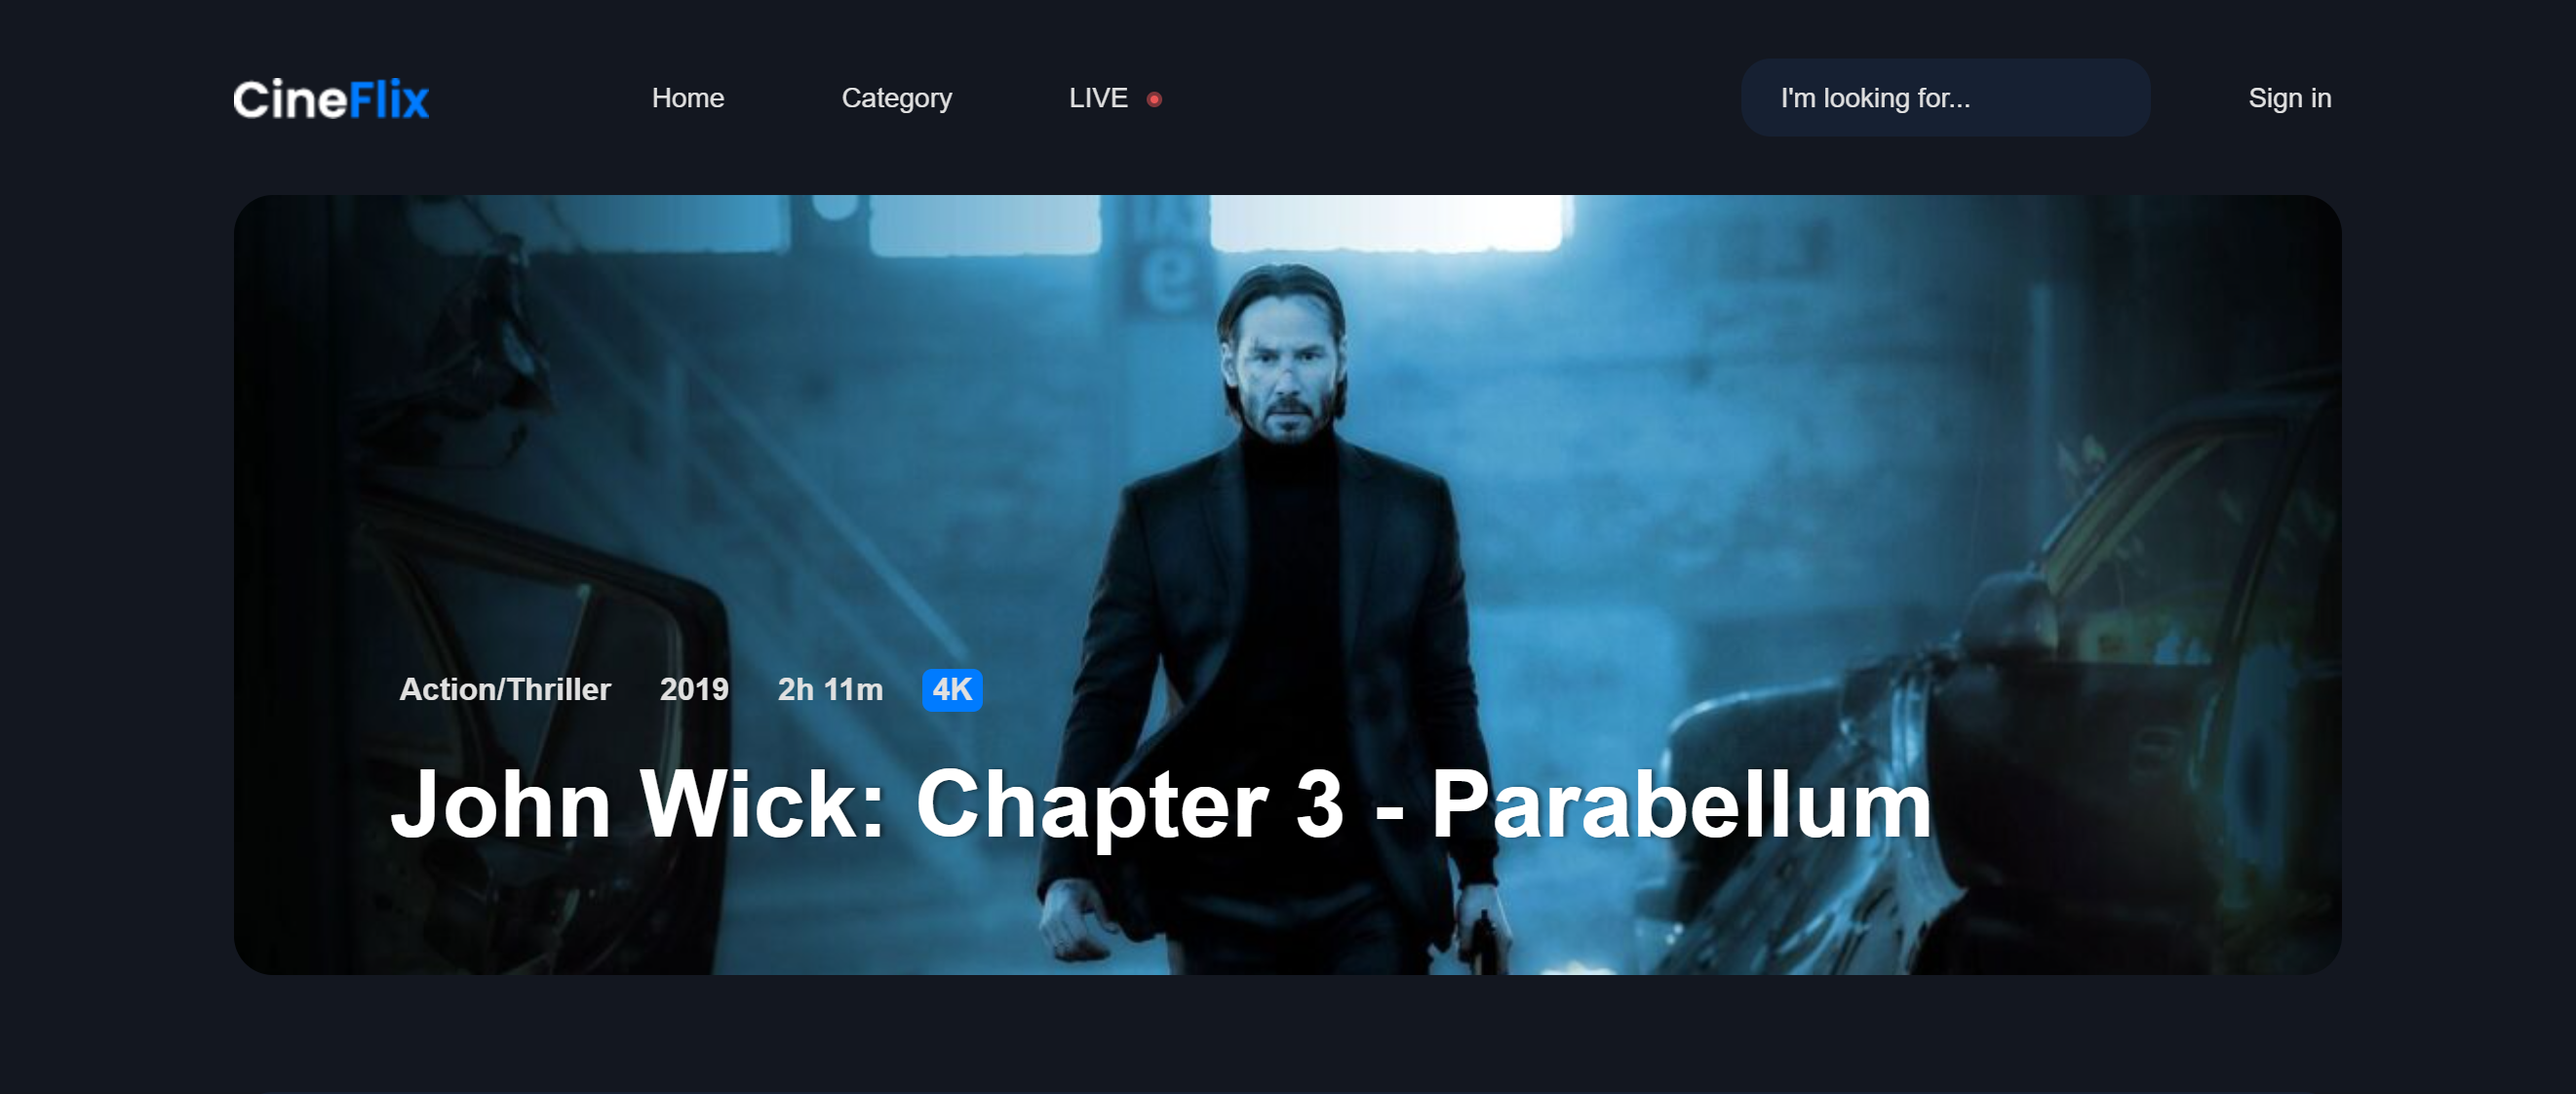 CineFlix Home Category LIVE I'm looking for... Sign in
Action/Thriller 2019 2h 11m 4K
John Wick: Chapter 3 - Parabellum